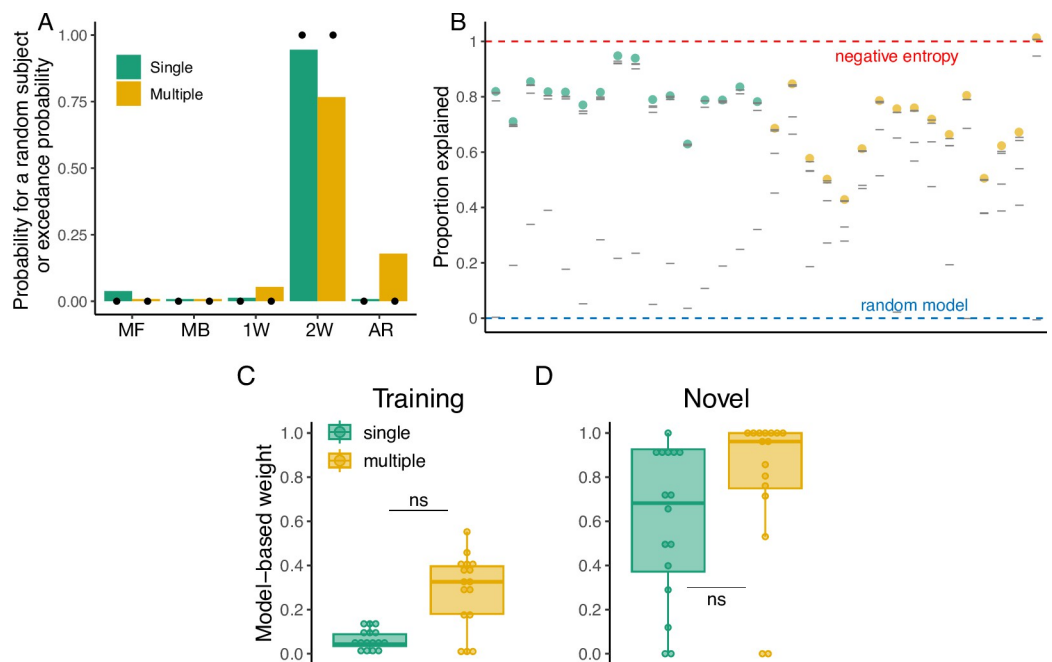 A
Probability for a random subject
or excedance probability
1.00
0.75
0.50
0.25
0.00
Single
Multiple
MF MB 1W 2W AR
B
Proportion explained
1
0.8
0.6
0.4
0.2
0
negative entropy
random model
C
Training
Model−based weight
1.0
0.8
0.6
0.4
0.2
0.0
single
multiple
ns
D
Novel
1.0
0.8
0.6
0.4
0.2
0.0
ns